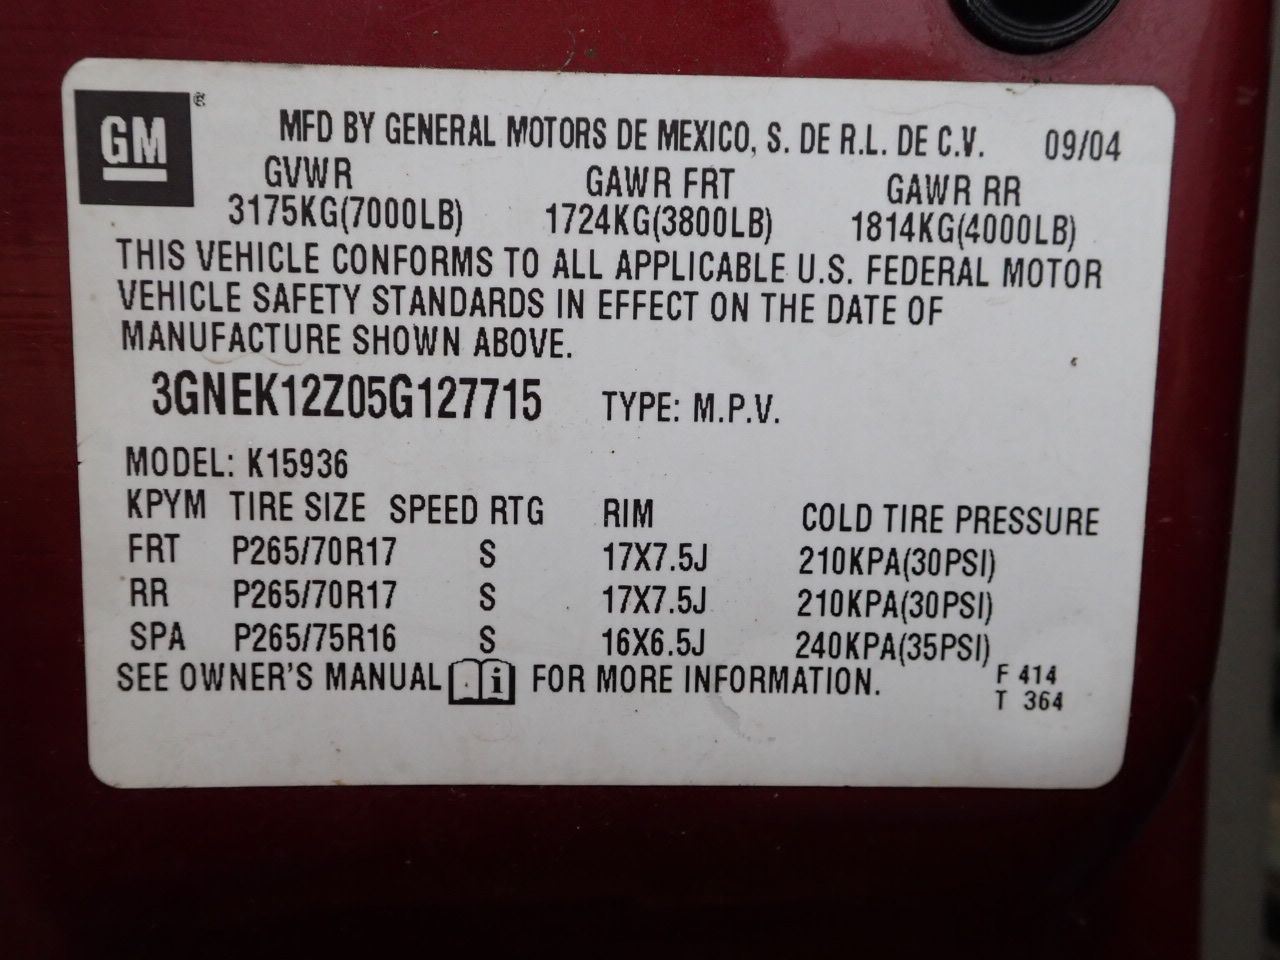 GM ®
MFD BY GENERAL MOTORS DE MEXICO, S. DE R.L. DE C.V. 09/04
GVWR GAWR FRT GAWR RR
3175KG(7000LB) 1724KG(3800LB) 1814KG(4000LB)
THIS VEHICLE CONFORMS TO ALL APPLICABLE U.S. FEDERAL MOTOR
VEHICLE SAFETY STANDARDS IN EFFECT ON THE DATE OF
MANUFACTURE SHOWN ABOVE.
3GNEK12Z05G127715 TYPE: M.P.V.
MODEL: K15936
KPYM TIRE SIZE SPEED RTG RIM COLD TIRE PRESSURE
FRT P265/70R17 S 17X7.5J 210KPA(30PSI)
RR P265/70R17 S 17X7.5J 210KPA(30PSI)
SPA P265/75R16 S 16X6.5J 240KPA(35PSI)
SEE OWNER'S MANUAL i FOR MORE INFORMATION.
F 414
T 364